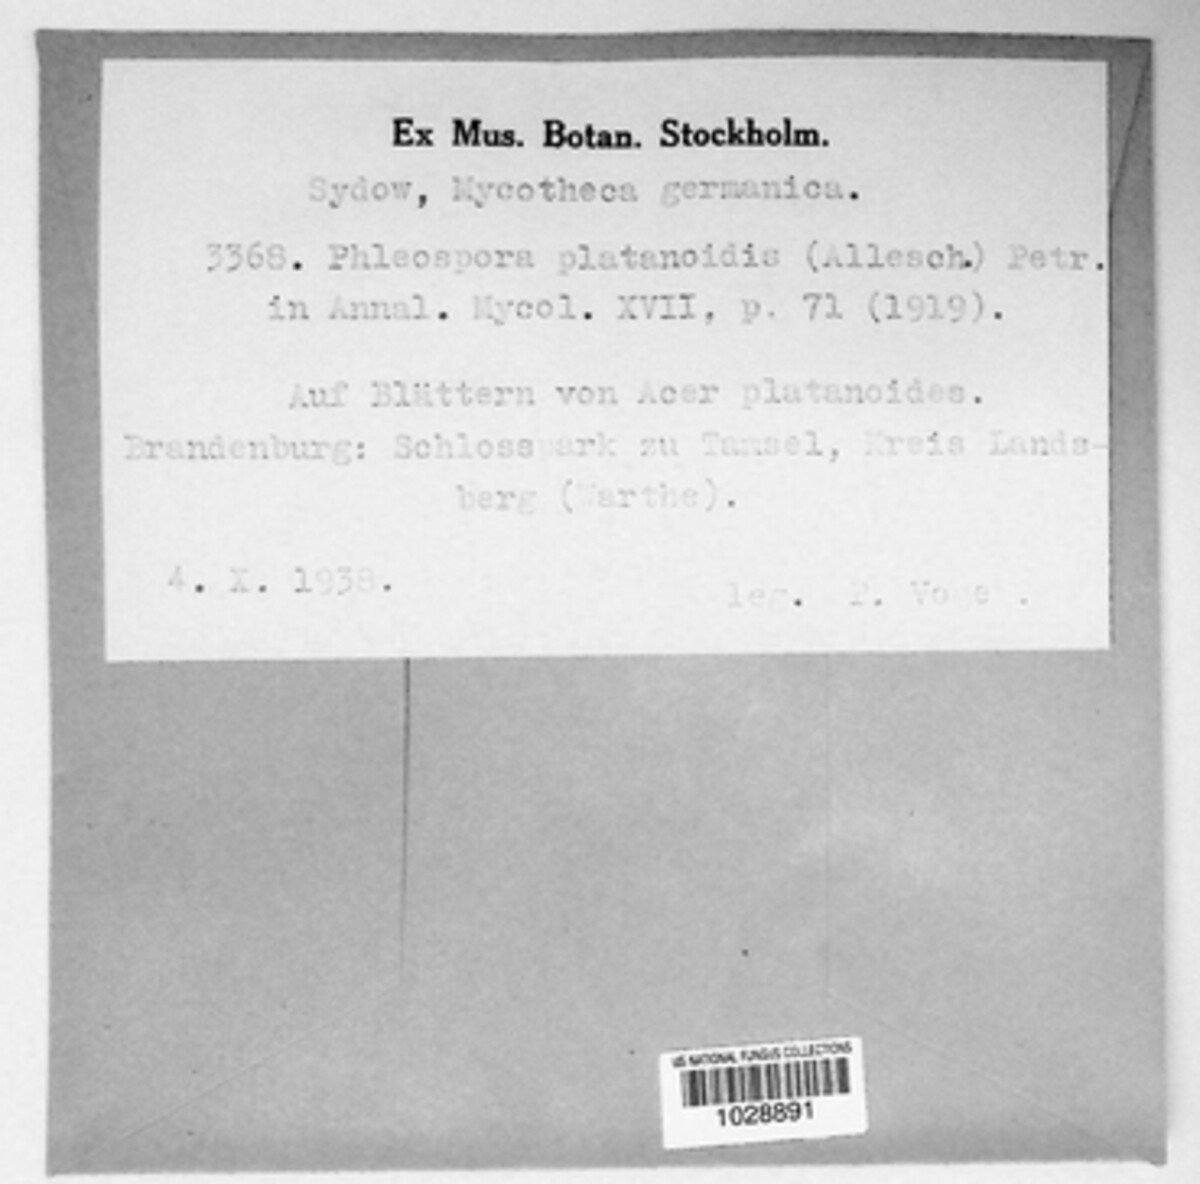 Ex Mus. Botan. Stockholm.
Sydow, Mycotheca germanica.
3368. Phleospora platanoidis (Allesch.) Petr.
in Annal. Mycol. XVII, p. 71 (1919).
Auf Blättern von Acer platanoides.
Brandenburg: Schlosspark zu Tamsel, Kreis Lands-
berg (Warthe).
4. X. 1938.
leg.
US NATIONAL FUNGUS COLLECTIONS
1028891